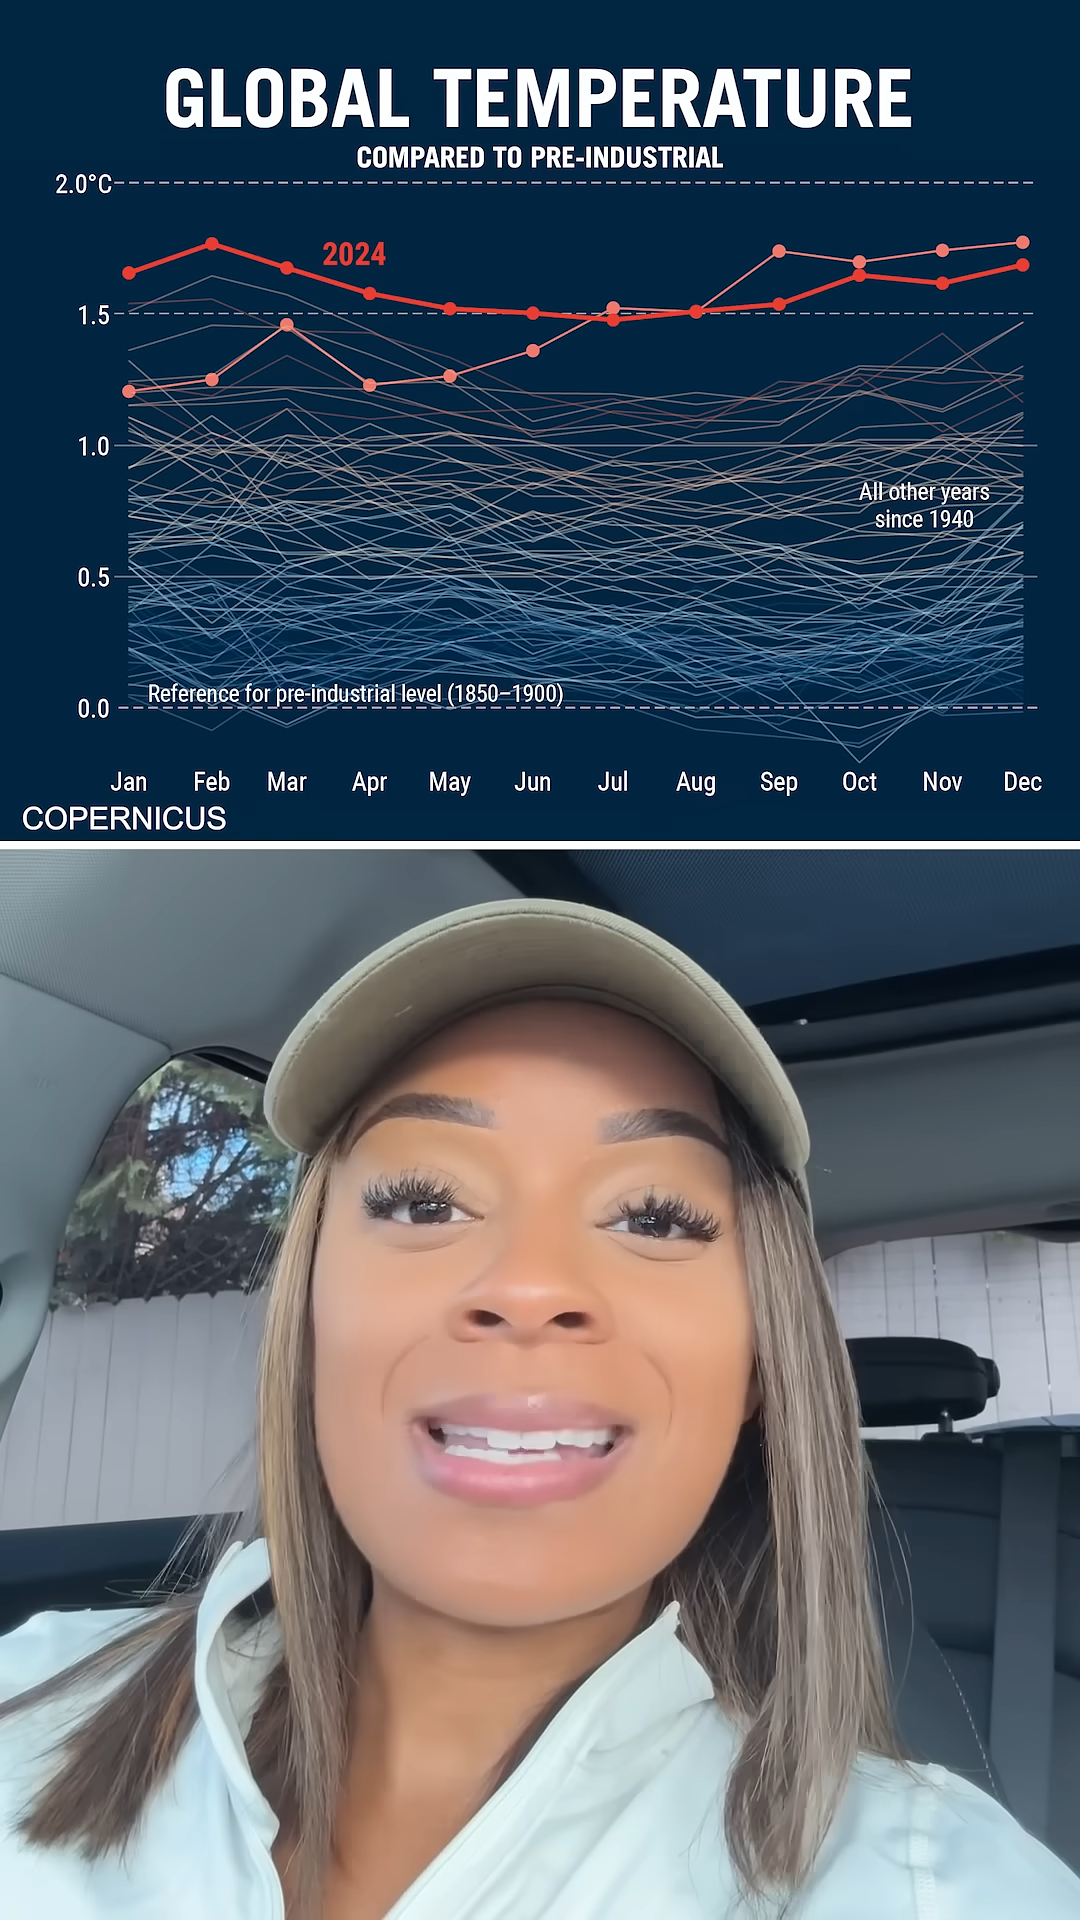 GLOBAL TEMPERATURE
COMPARED TO PRE-INDUSTRIAL
2.0°C
2024
1.5
1.0
All other years
since 1940
0.5
Reference for pre-industrial level (1850–1900)
0.0
Jan Feb Mar Apr May Jun Jul Aug Sep Oct Nov Dec
COPERNICUS